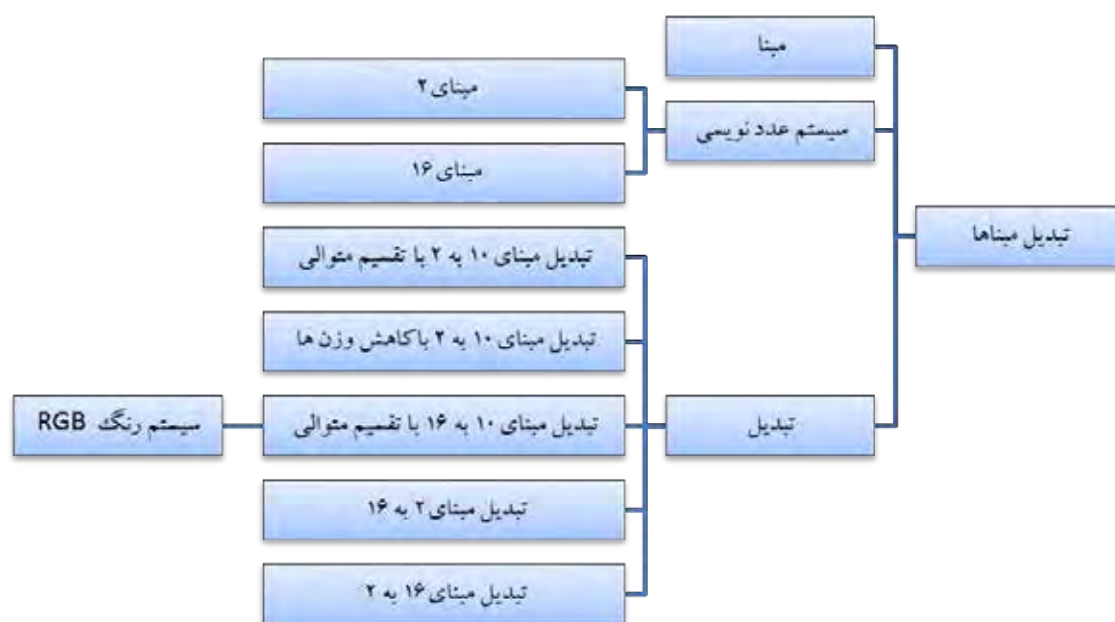 تبدیل مبناها
مبنا
سیستم عدد نویسی
مبنای ۲
مبنای ۱۶
تبدیل
تبدیل مبنای ۱۰ به ۲ با تقسیم متوالی
تبدیل مبنای ۱۰ به ۲ باکاهش وزن ها
تبدیل مبنای ۱۰ به ۱۶ با تقسیم متوالی
سیستم رنگ RGB
تبدیل مبنای ۲ به ۱۶
تبدیل مبنای ۱۶ به ۲